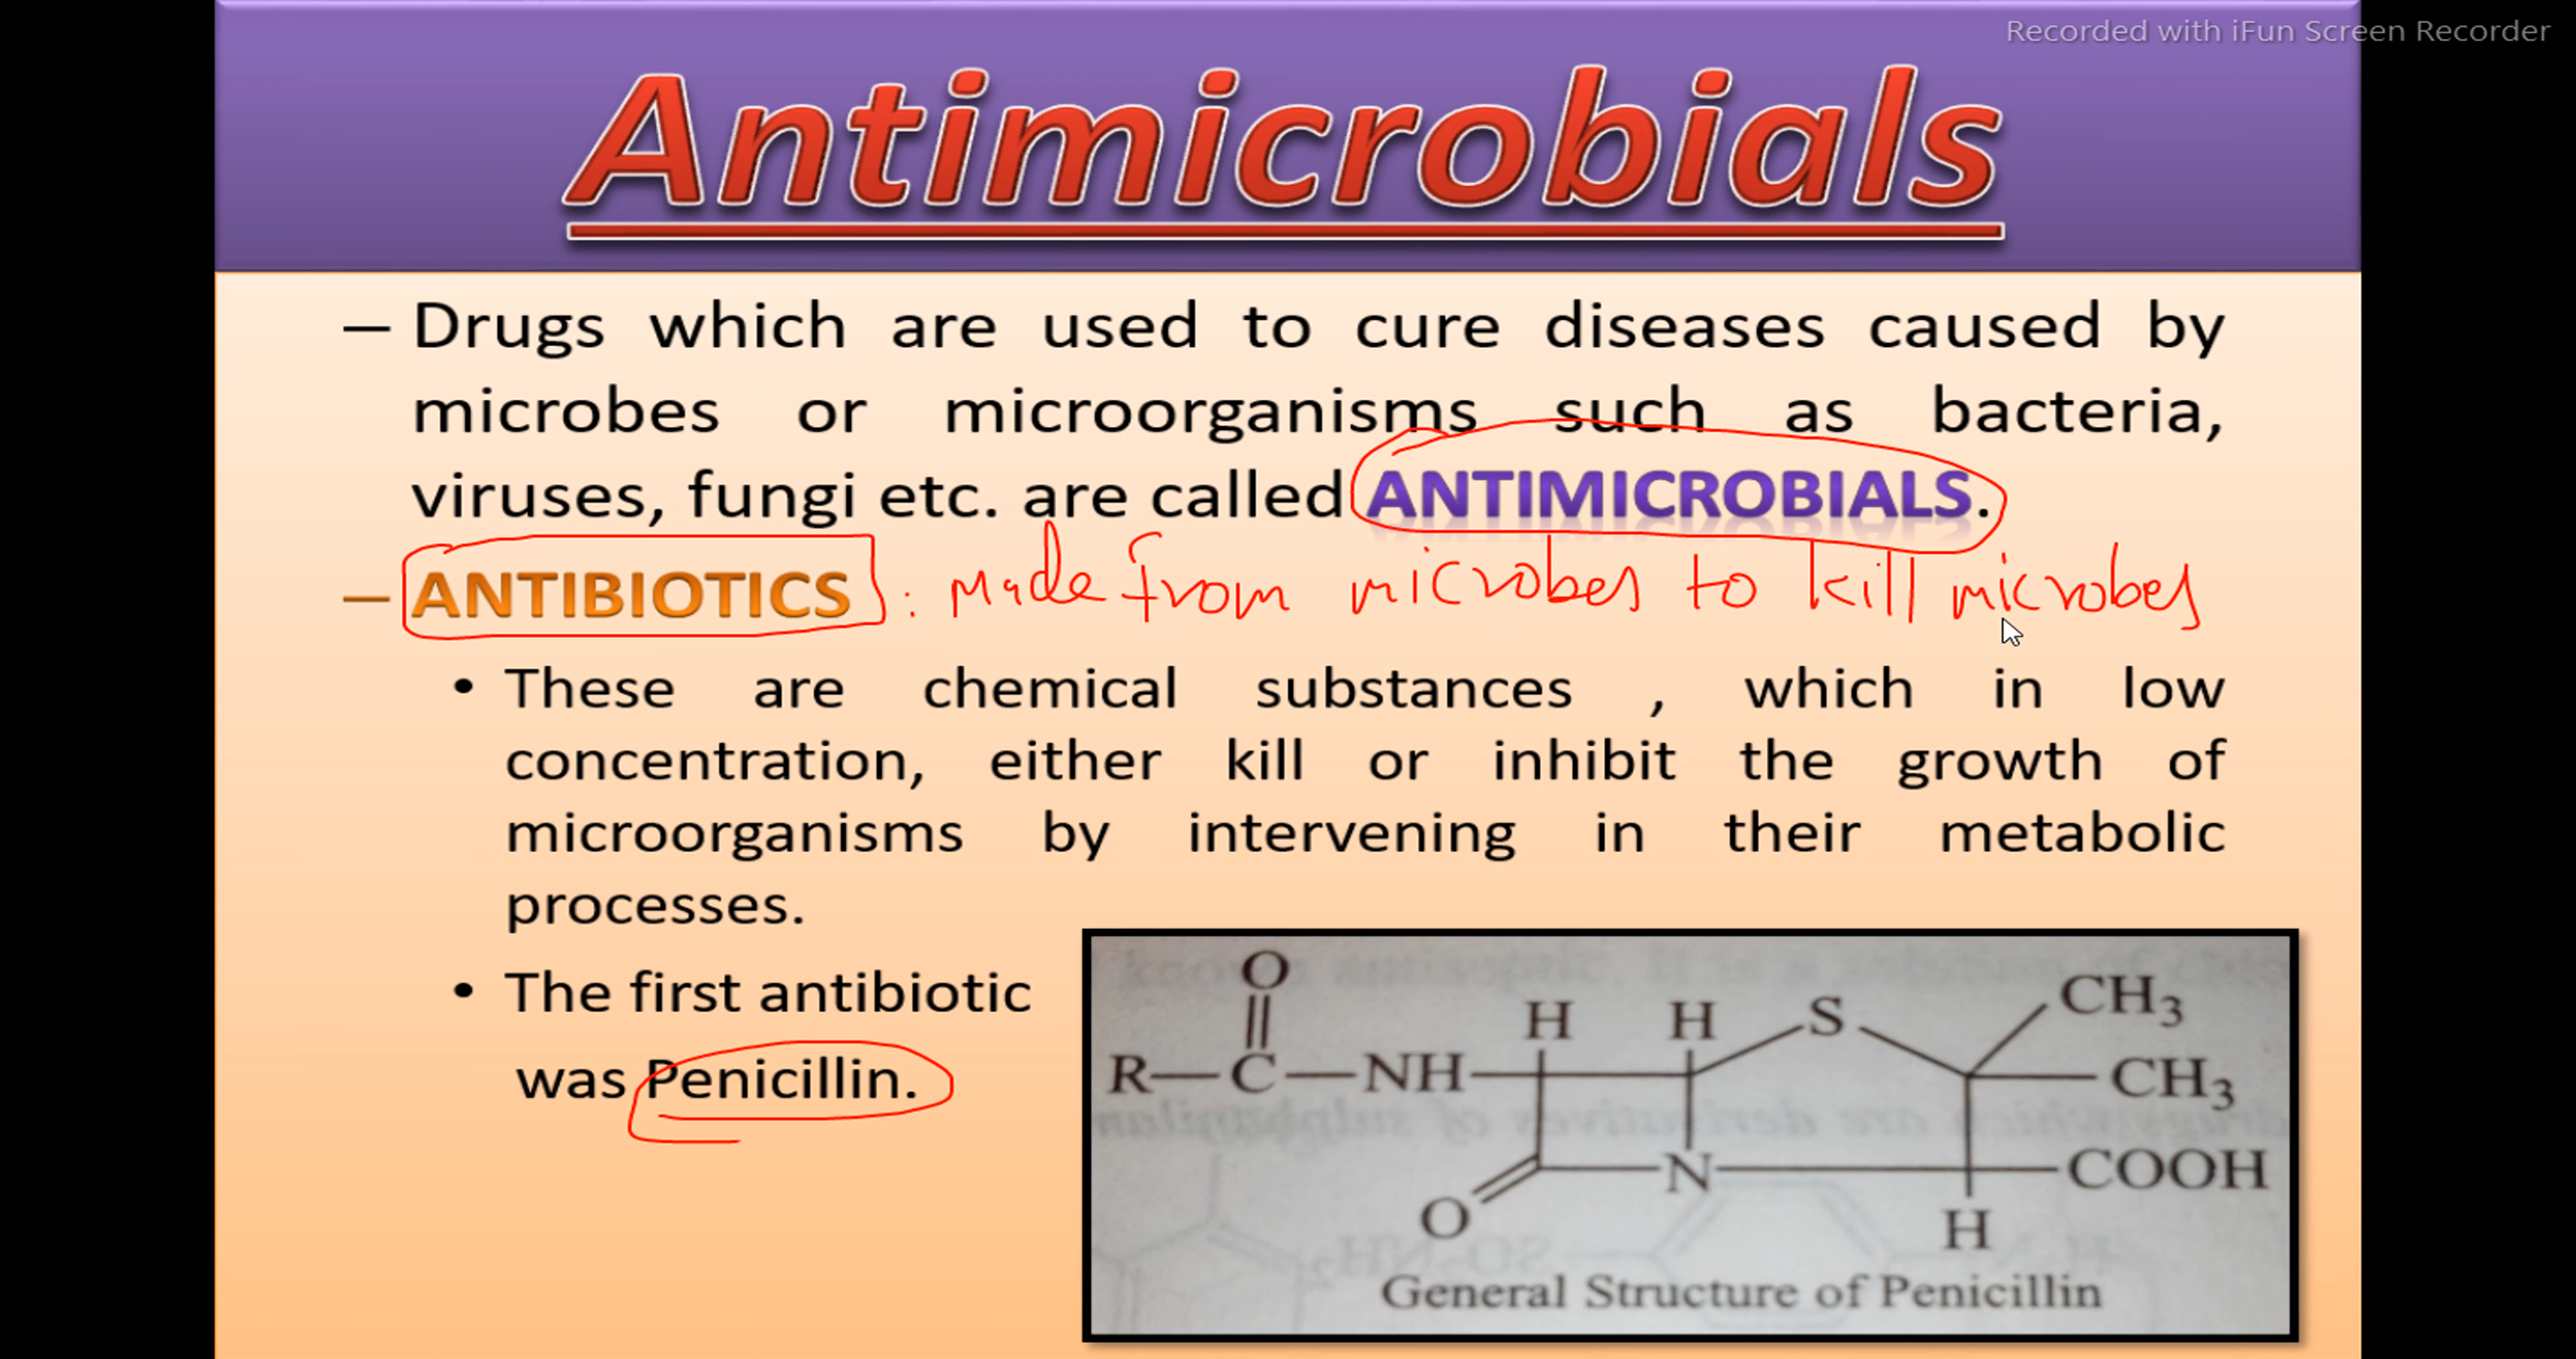 Recorded with iFun Screen Recorder
Antimicrobials
– Drugs which are used to cure diseases caused by
microbes or microorganisms such as bacteria,
viruses, fungi etc. are called ANTIMICROBIALS.
– ANTIBIOTICS : Made from microbes to kill microbes
• These are chemical substances , which in low
concentration, either kill or inhibit the growth of
microorganisms by intervening in their metabolic
processes.
• The first antibiotic
was Penicillin.
O
H H S CH3
R—C—NH CH3
N COOH
O H
General Structure of Penicillin